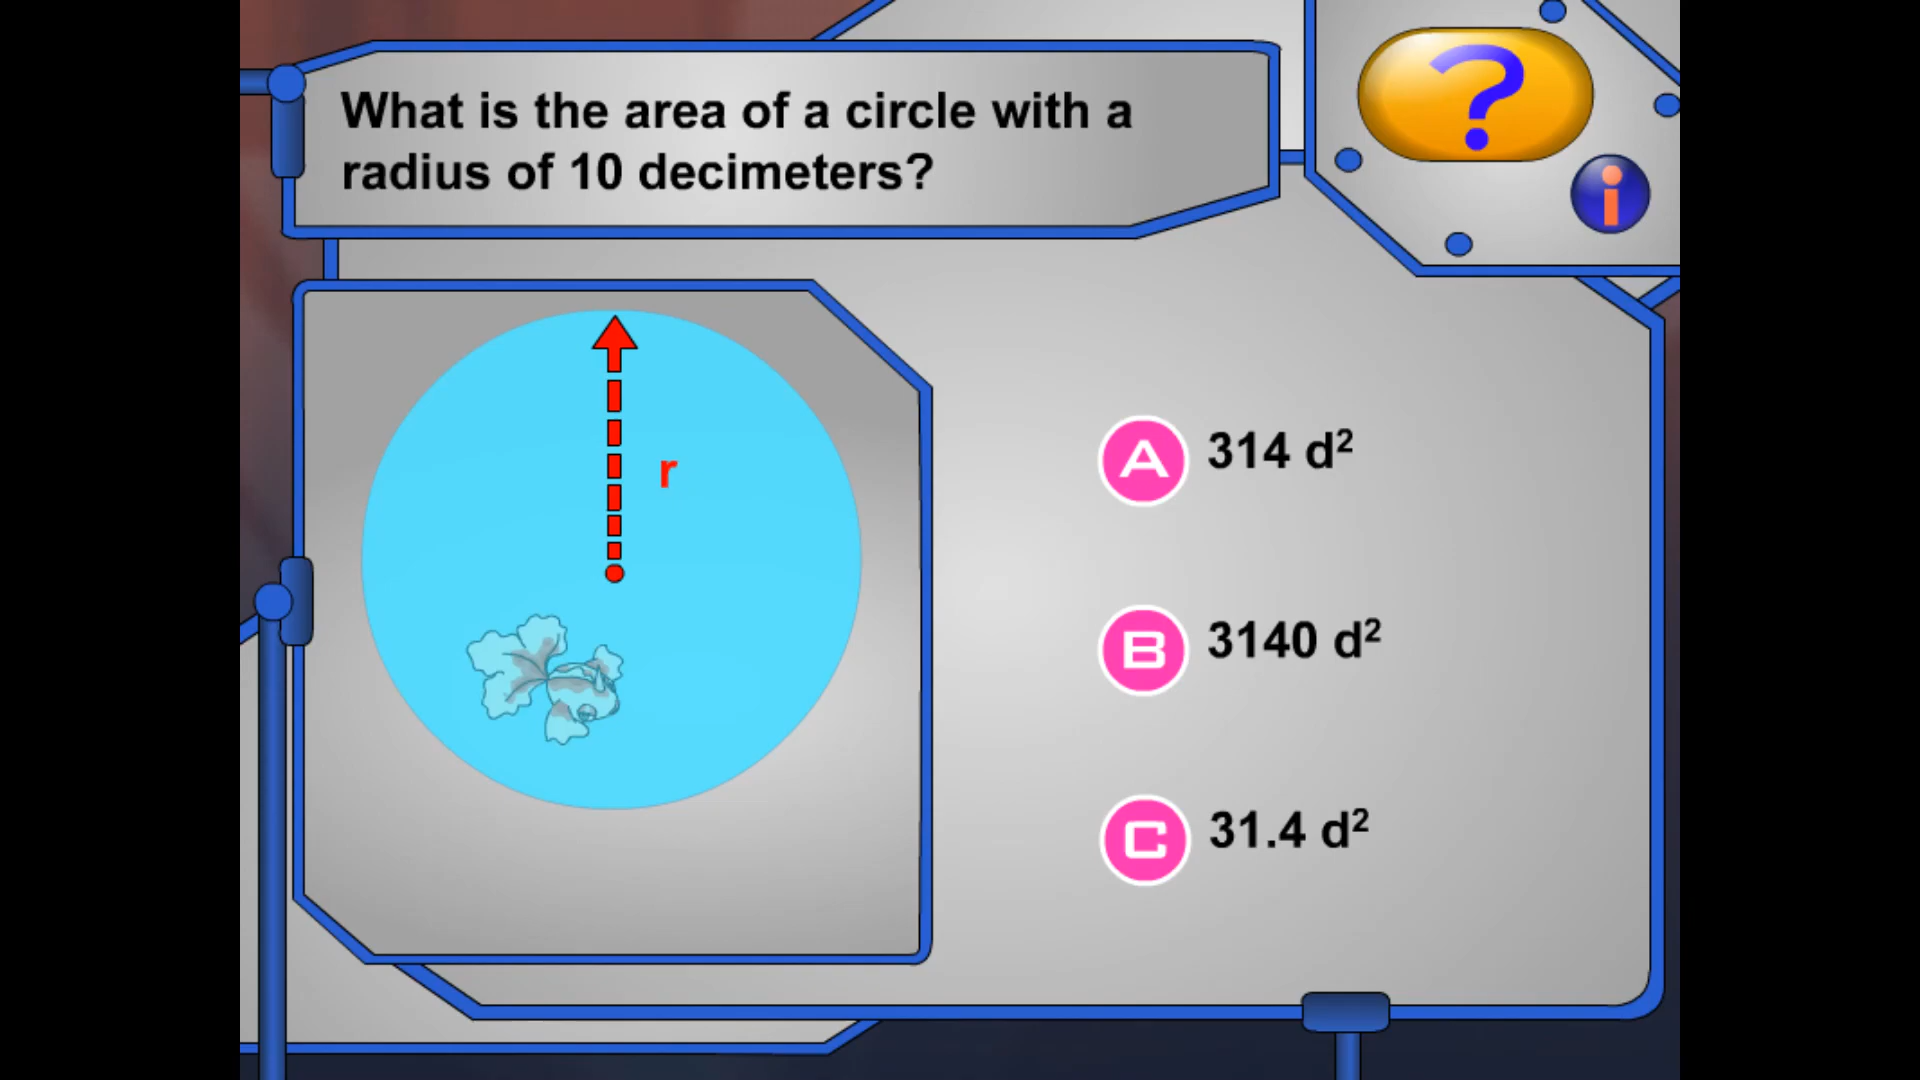 What is the area of a circle with a
radius of 10 decimeters?
?
i
r
A 314 d²
B 3140 d²
C 31.4 d²